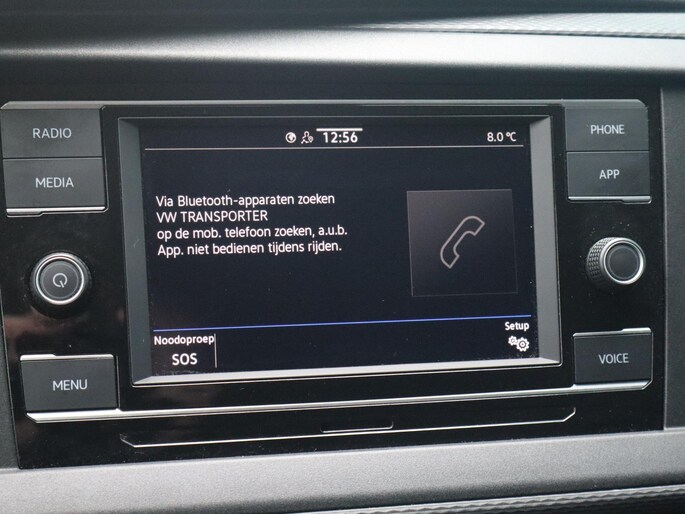 RADIO
MEDIA
MENU
12:56
8.0 °C
Via Bluetooth-apparaten zoeken
VW TRANSPORTER
op de mob. telefoon zoeken, a.u.b.
App. niet bedienen tijdens rijden.
Noodoproep
SOS
Setup
PHONE
APP
VOICE